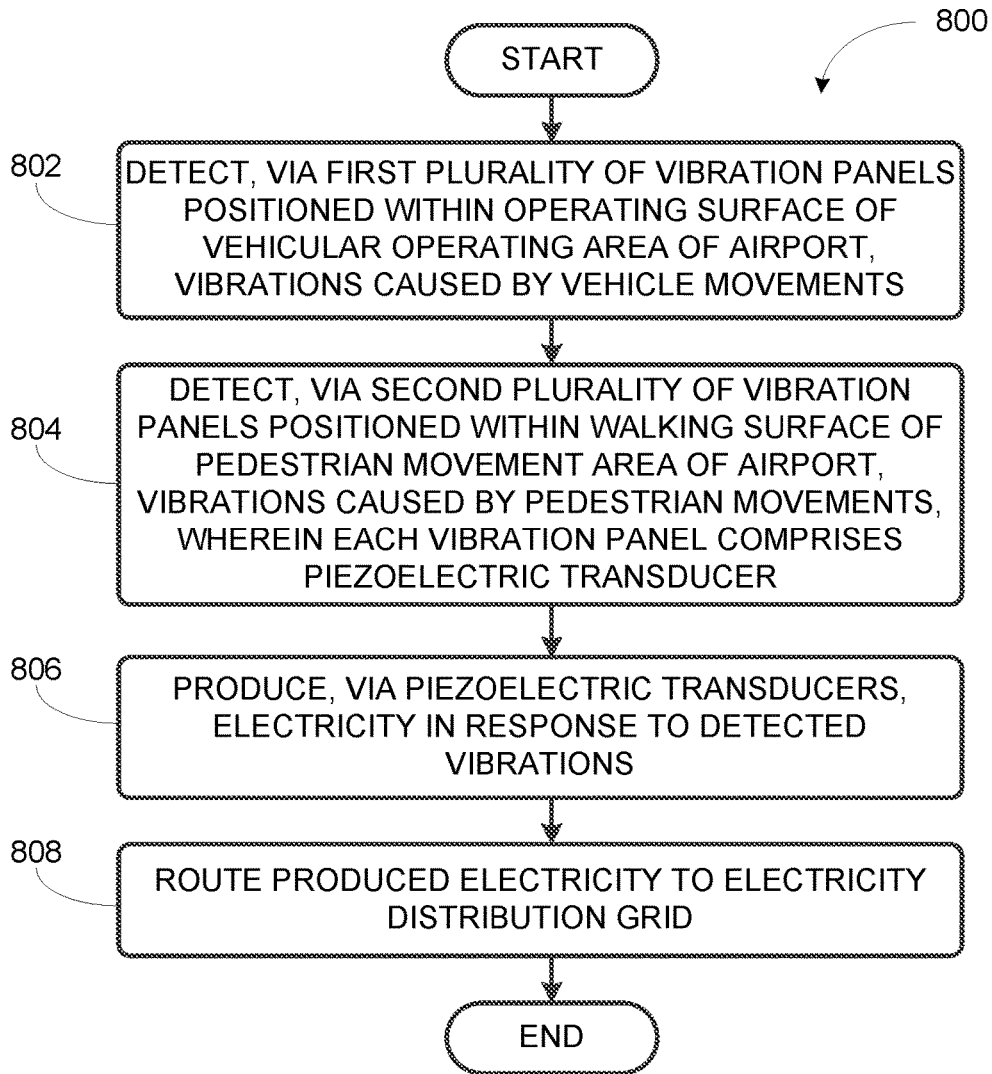 800
START
802
DETECT, VIA FIRST PLURALITY OF VIBRATION PANELS
POSITIONED WITHIN OPERATING SURFACE OF
VEHICULAR OPERATING AREA OF AIRPORT,
VIBRATIONS CAUSED BY VEHICLE MOVEMENTS
804
DETECT, VIA SECOND PLURALITY OF VIBRATION
PANELS POSITIONED WITHIN WALKING SURFACE OF
PEDESTRIAN MOVEMENT AREA OF AIRPORT,
VIBRATIONS CAUSED BY PEDESTRIAN MOVEMENTS,
WHEREIN EACH VIBRATION PANEL COMPRISES
PIEZOELECTRIC TRANSDUCER
806
PRODUCE, VIA PIEZOELECTRIC TRANSDUCERS,
ELECTRICITY IN RESPONSE TO DETECTED
VIBRATIONS
808
ROUTE PRODUCED ELECTRICITY TO ELECTRICITY
DISTRIBUTION GRID
END